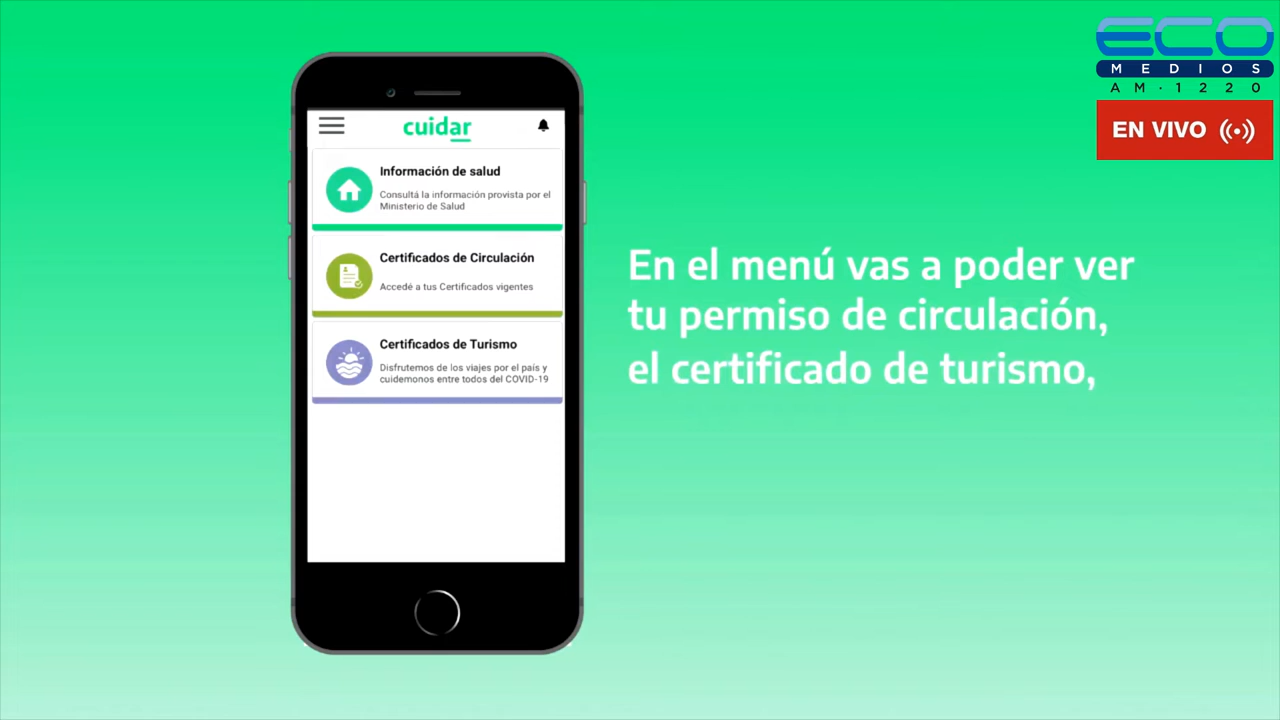 ECO
MEDIOS
AM·1220
EN VIVO
cuidar
Información de salud
Consultá la información provista por el
Ministerio de Salud
Certificados de Circulación
Accedé a tus Certificados vigentes
Certificados de Turismo
Disfrutemos de los viajes por el país y
cuidemonos entre todos del COVID-19
En el menú vas a poder ver
tu permiso de circulación,
el certificado de turismo,